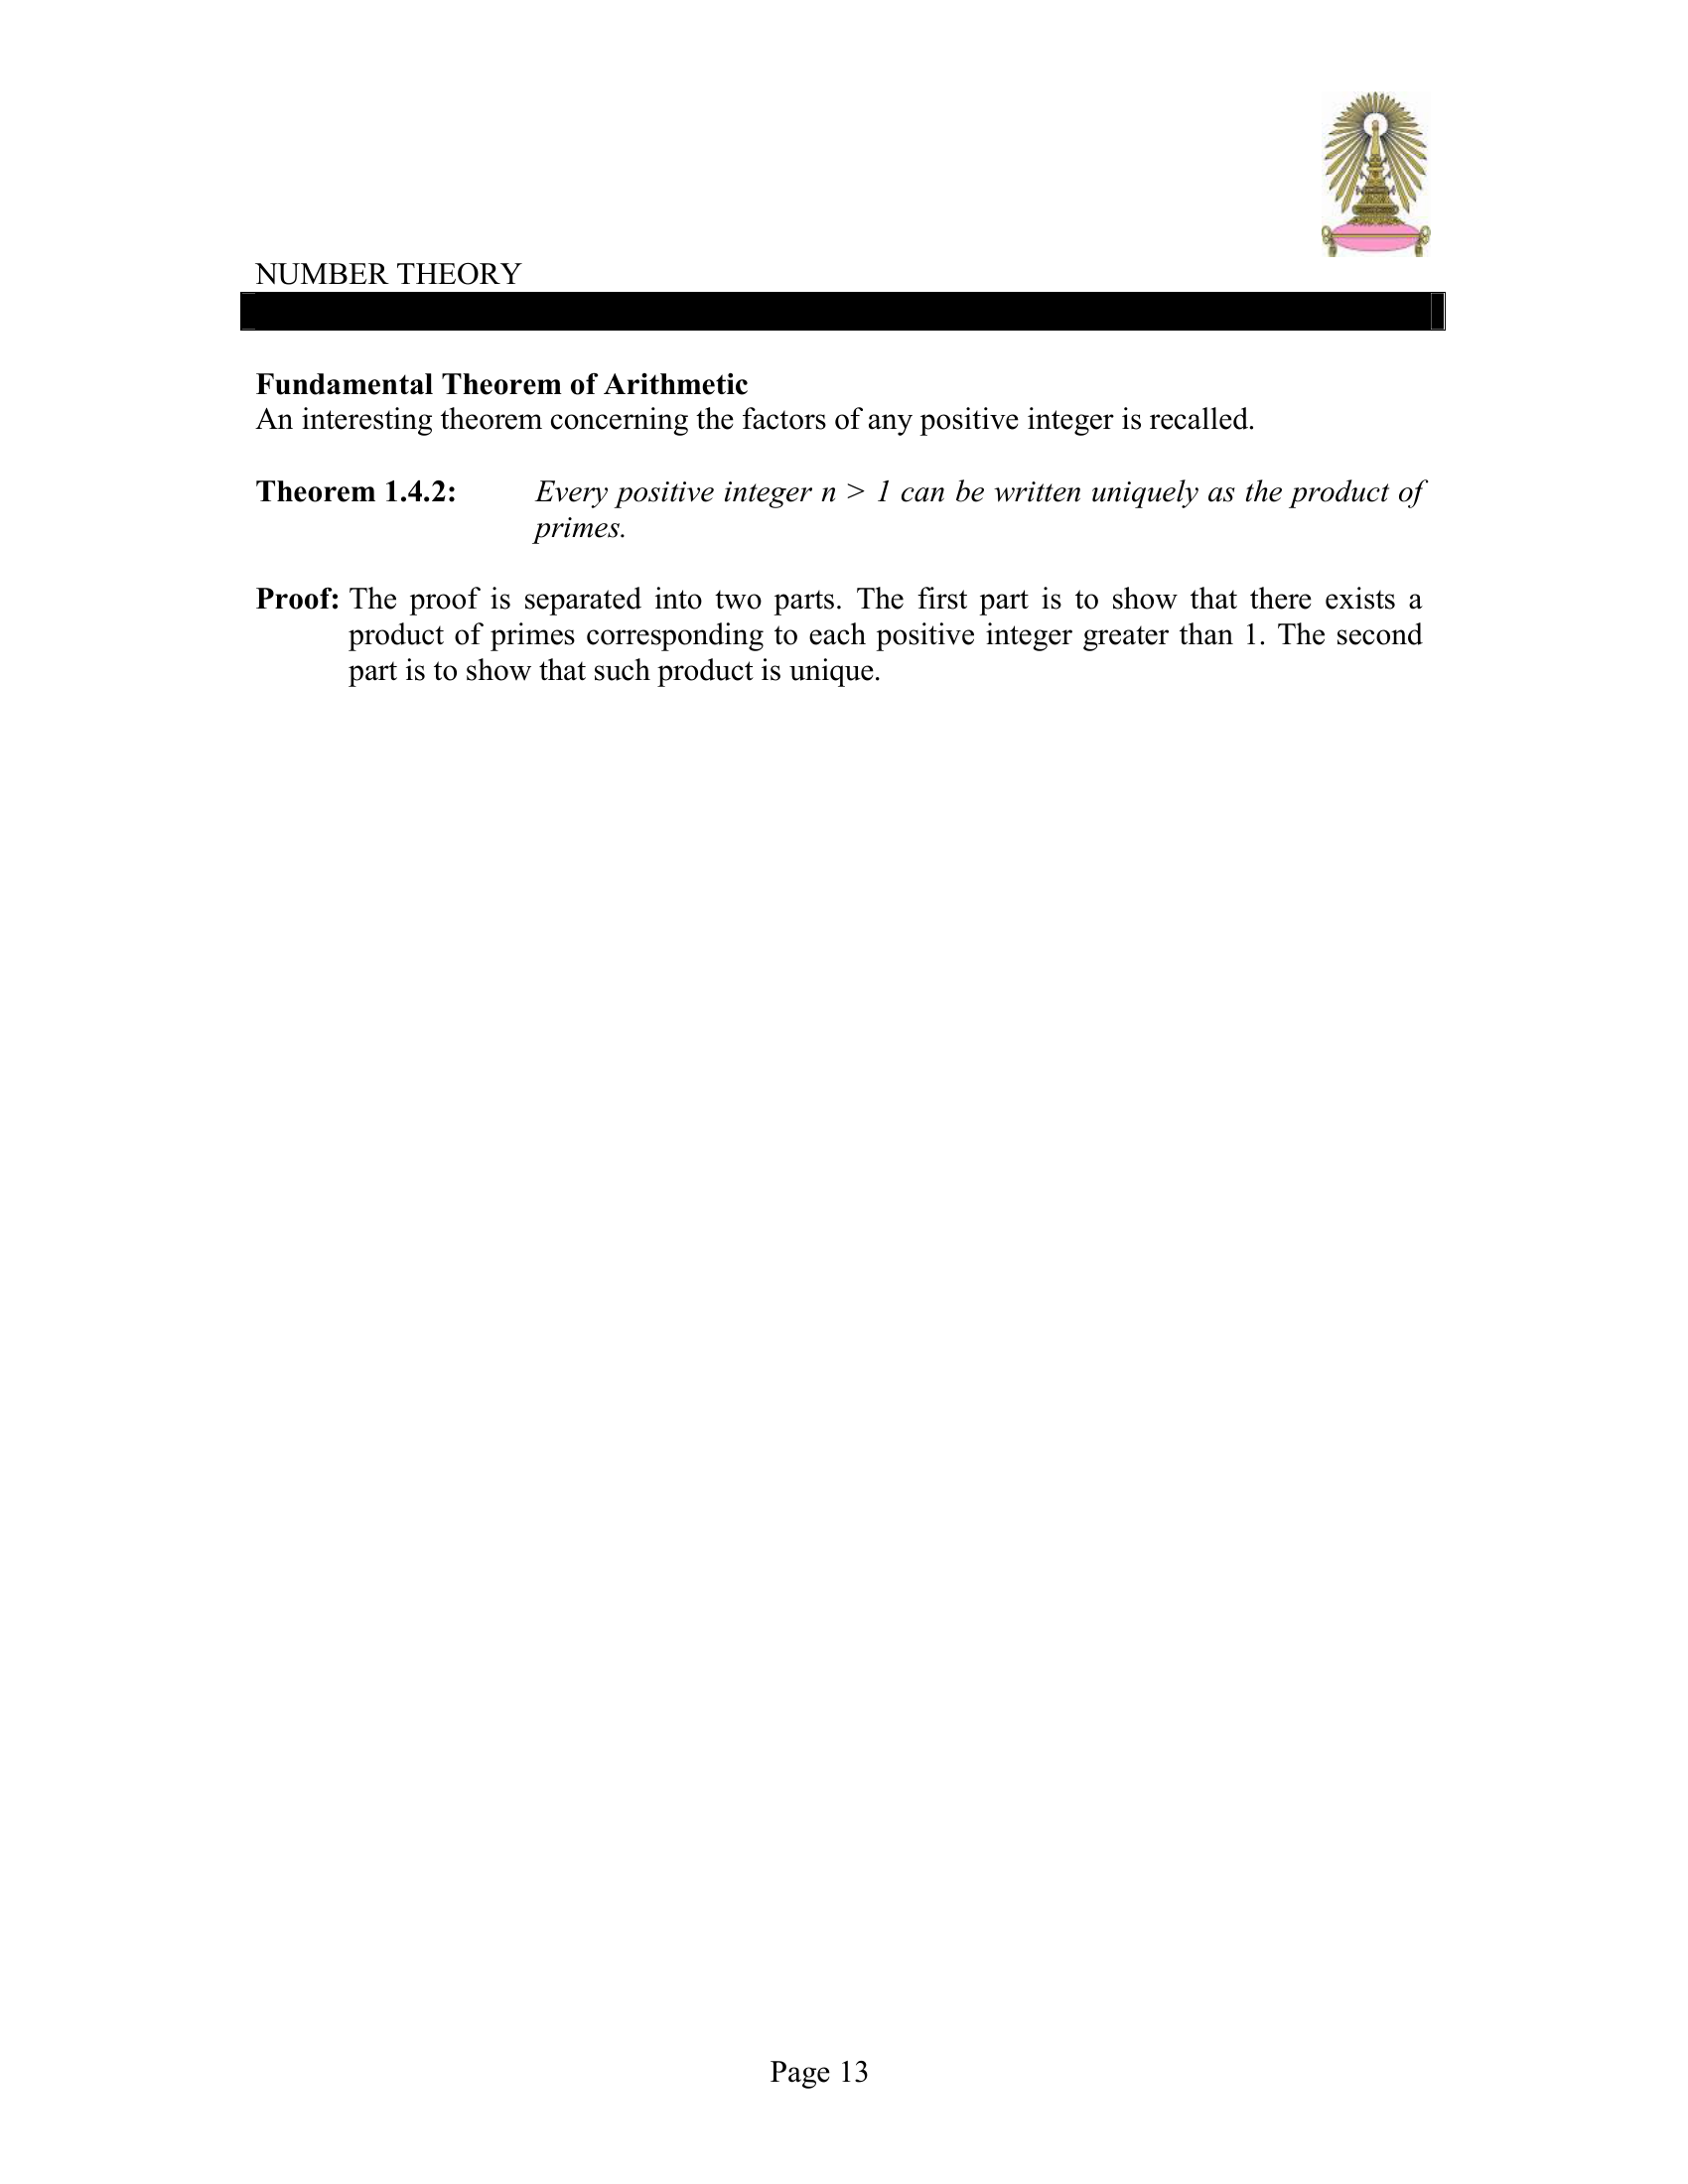 NUMBER THEORY
Fundamental Theorem of Arithmetic
An interesting theorem concerning the factors of any positive integer is recalled.
Theorem 1.4.2: Every positive integer n > 1 can be written uniquely as the product of
primes.
Proof: The proof is separated into two parts. The first part is to show that there exists a
product of primes corresponding to each positive integer greater than 1. The second
part is to show that such product is unique.
Page 13